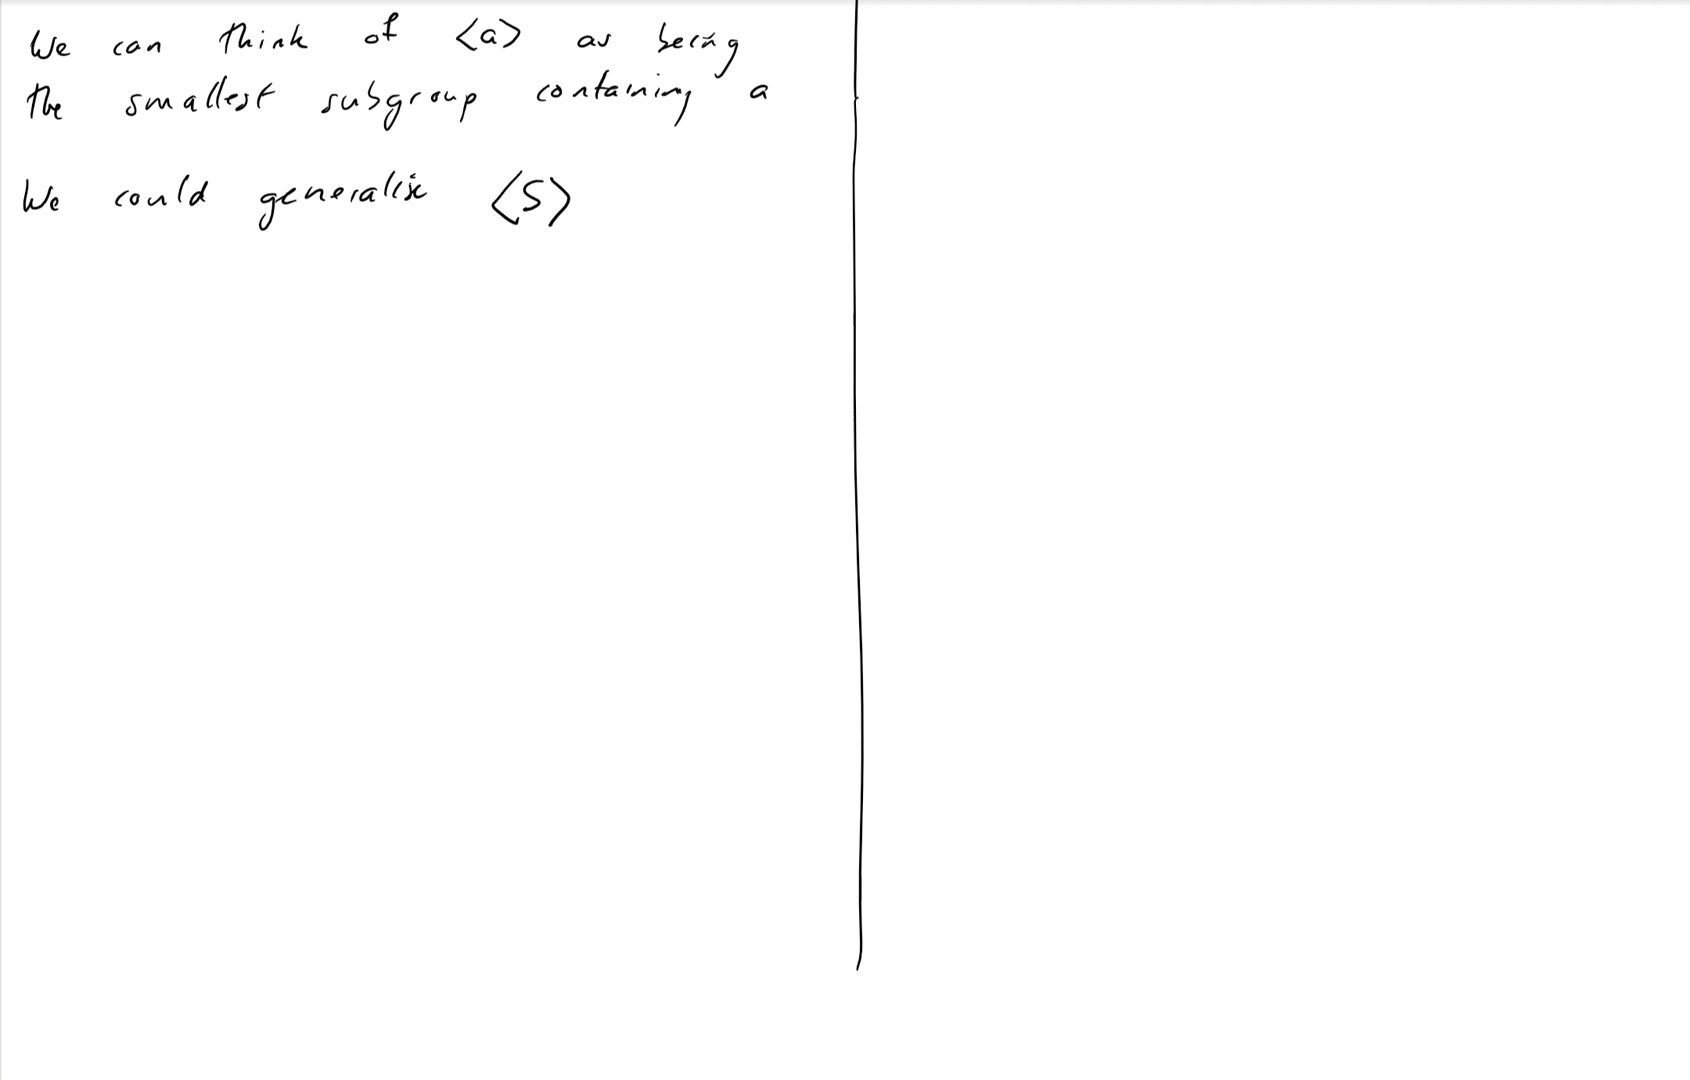 We can think of <a> as being
the smallest subgroup containing a
We could generalise <S>